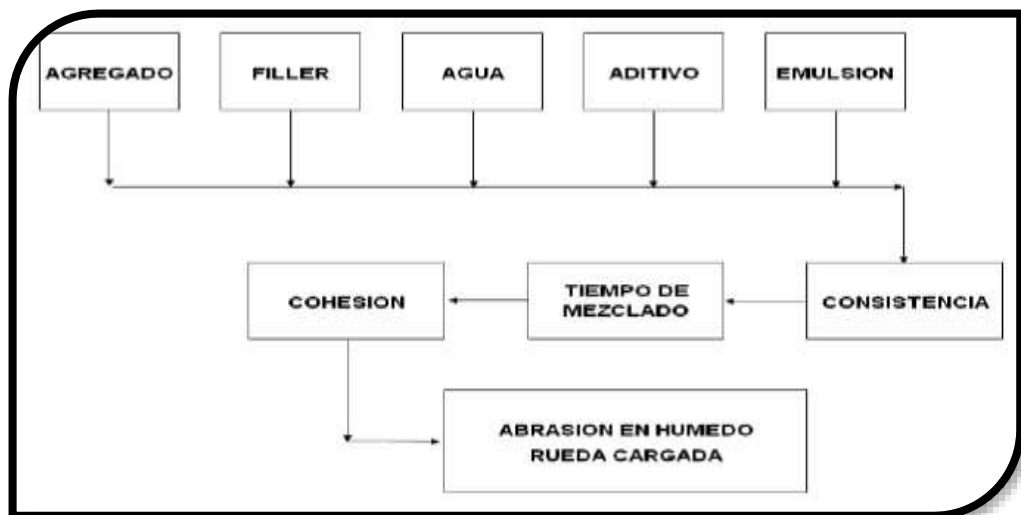 AGREGADO
FILLER
AGUA
ADITIVO
EMULSION
COHESION
TIEMPO DE
MEZCLADO
CONSISTENCIA
ABRASION EN HUMEDO
RUEDA CARGADA